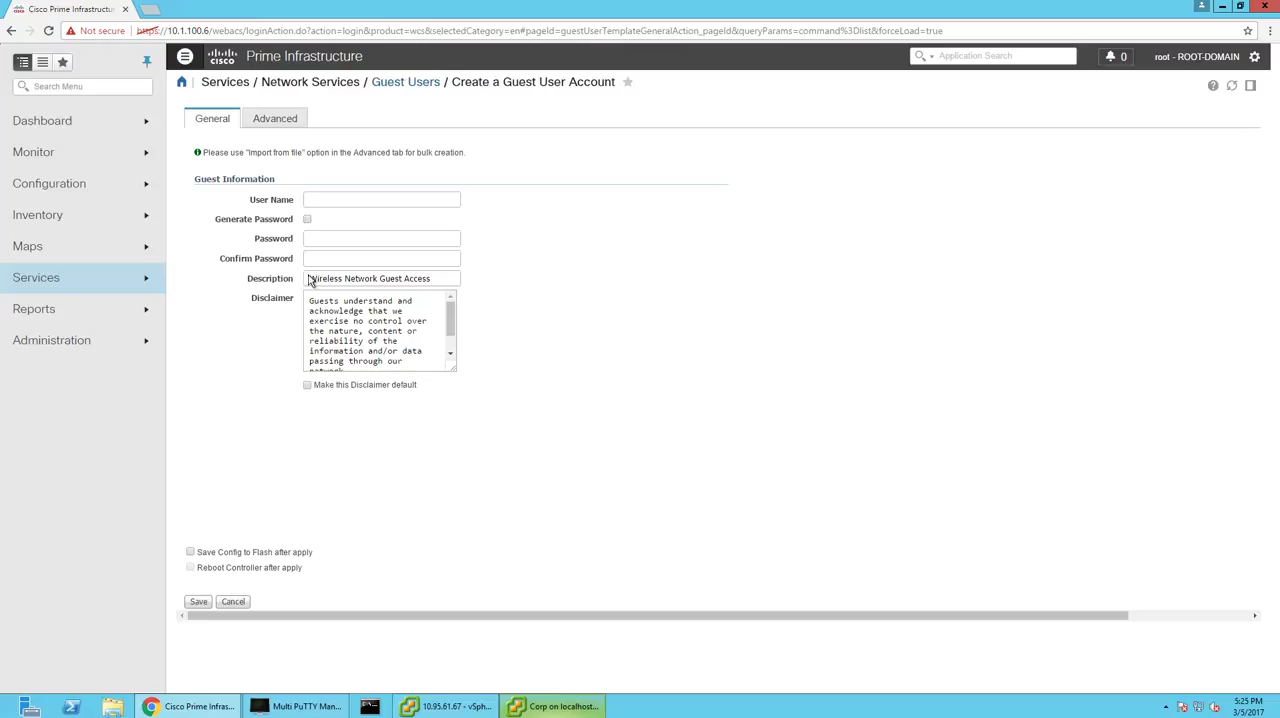 Cisco Prime Infrastructur
Not secure
https://10.1.100.6/webacs/loginAction.do?action=login&product=wcs&selectedCategory=en#pageId=guestUserTemplateGeneralAction_pageId&queryParams=command%3Dlist&forceLoad=true
cisco
Prime Infrastructure
Application Search
0
root - ROOT-DOMAIN
Search Menu
Services / Network Services / Guest Users / Create a Guest User Account
Dashboard
Monitor
Configuration
Inventory
Maps
Services
Reports
Administration
General
Advanced
Please use "Import from file" option in the Advanced tab for bulk creation.
Guest Information
User Name
Generate Password
Password
Confirm Password
Description
Wireless Network Guest Access
Disclaimer
Guests understand and
acknowledge that we
exercise no control over
the nature, content or
reliability of the
information and/or data
passing through our
network.
Make this Disclaimer default
Save Config to Flash after apply
Reboot Controller after apply
Save
Cancel
Cisco Prime Infras...
Multi PuTTY Man...
10.95.61.67 - vSph...
Corp on localhost...
5:25 PM
3/5/2017